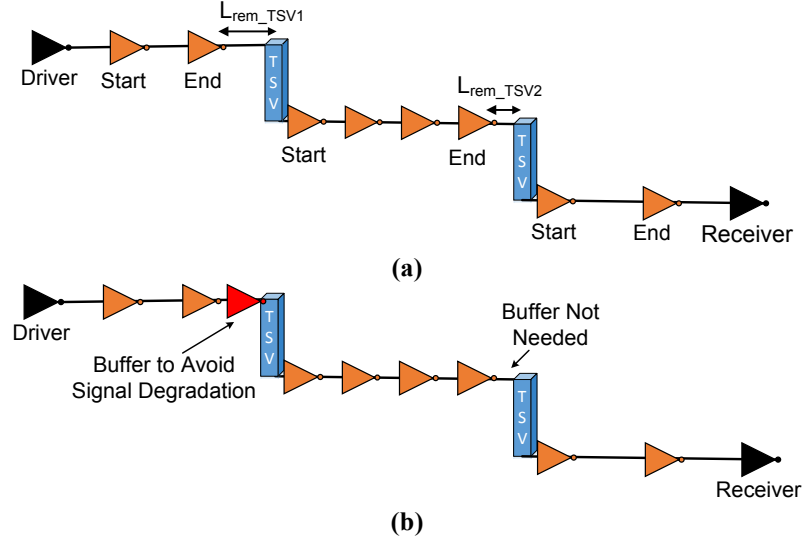 L_rem_TSV1
Driver
Start
End
T
S
V
L_rem_TSV2
Start
End
T
S
V
Start
End
Receiver
(a)
Driver
T
S
V
Buffer to Avoid
Signal Degradation
Buffer Not
Needed
T
S
V
Receiver
(b)